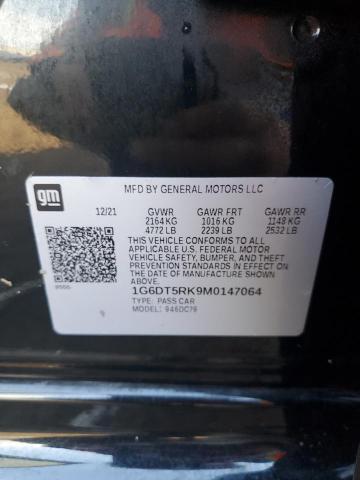 gm
MFD BY GENERAL MOTORS LLC
12/21 GVWR GAWR FRT GAWR RR
2164 KG 1016 KG 1148 KG
4772 LB 2239 LB 2532 LB
THIS VEHICLE CONFORMS TO ALL
APPLICABLE U.S. FEDERAL MOTOR
VEHICLE SAFETY, BUMPER, AND THEFT
PREVENTION STANDARDS IN EFFECT ON
THE DATE OF MANUFACTURE SHOWN
ABOVE.
1G6DT5RK9M0147064
TYPE: PASS CAR
MODEL: 946DC79